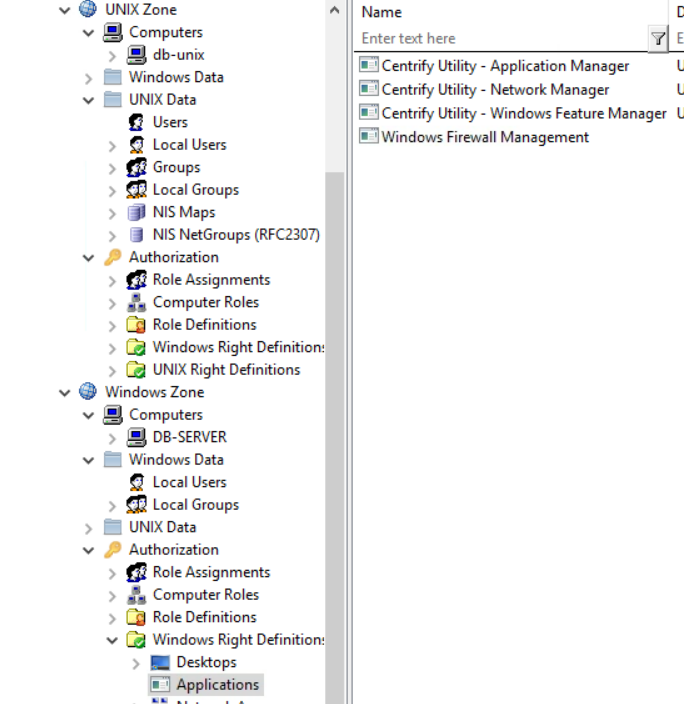 UNIX Zone
Computers
db-unix
Windows Data
UNIX Data
Users
Local Users
Groups
Local Groups
NIS Maps
NIS NetGroups (RFC2307)
Authorization
Role Assignments
Computer Roles
Role Definitions
Windows Right Definitions
UNIX Right Definitions
Windows Zone
Computers
DB-SERVER
Windows Data
Local Users
Local Groups
UNIX Data
Authorization
Role Assignments
Computer Roles
Role Definitions
Windows Right Definitions
Desktops
Applications
Name
Enter text here
Centrify Utility - Application Manager
Centrify Utility - Network Manager
Centrify Utility - Windows Feature Manager
Windows Firewall Management